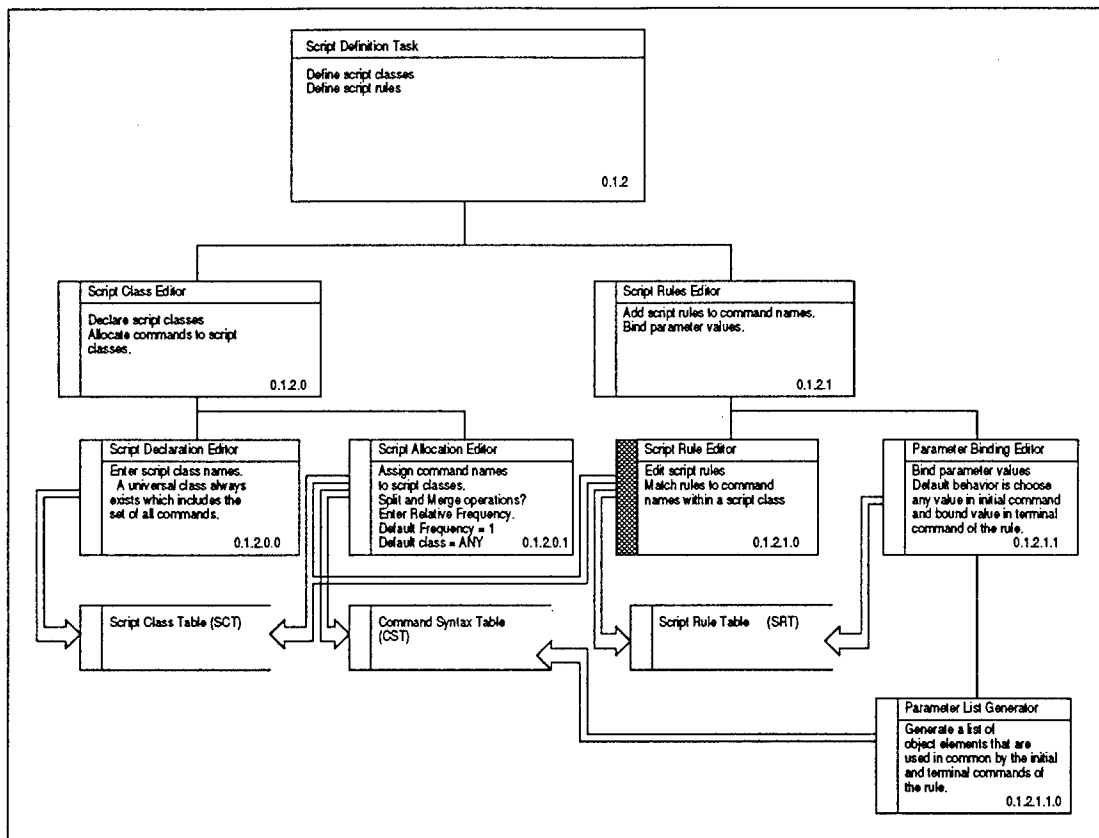 Script Definition Task
Define script classes
Define script rules
0.1.2
Script Class Editor
Declare script classes
Allocate commands to script
classes.
0.1.2.0
Script Rules Editor
Add script rules to command names.
Bind parameter values.
0.1.2.1
Script Declaration Editor
Enter script class names.
A universal class always
exists which includes the
set of all commands.
0.1.2.0.0
Script Allocation Editor
Assign command names
to script classes.
Split and Merge operations?
Enter Relative Frequency.
Default Frequency = 1
Default class = ANY
0.1.2.0.1
Script Rule Editor
Edit script rules
Match rules to command
names within a script class
0.1.2.1.0
Parameter Binding Editor
Bind parameter values
Default behavior is choose
any value in initial command
and bound value in terminal
command of the rule.
0.1.2.1.1
Script Class Table (SCT)
Command Syntax Table
(CST)
Script Rule Table (SRT)
Parameter List Generator
Generate a list of
object elements that are
used in common by the initial
and terminal commands of
the rule.
0.1.2.1.1.0